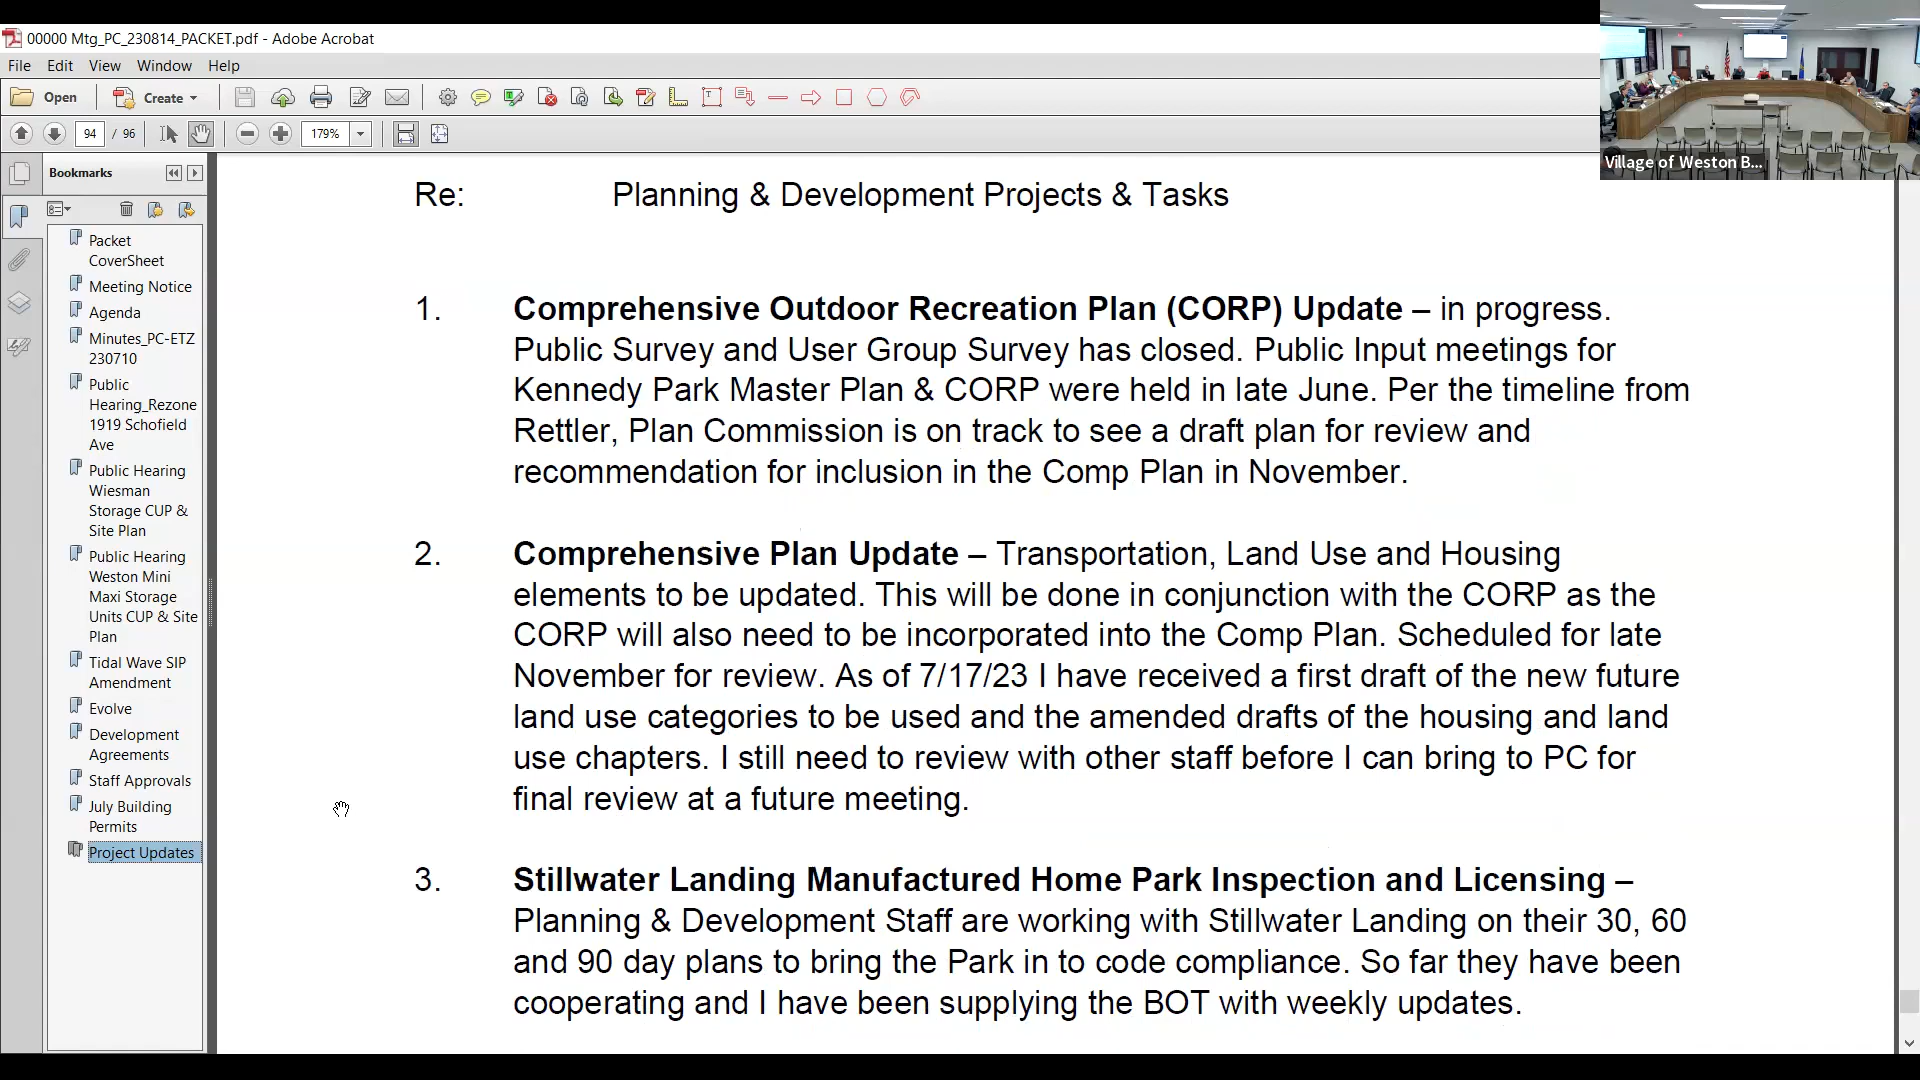 00000 Mtg_PC_230814_PACKET.pdf - Adobe Acrobat
File Edit View Window Help
Open
Create
94 / 96
179%
Village of Weston B...
Bookmarks
Packet
CoverSheet
Meeting Notice
Agenda
Minutes_PC-ETZ
230710
Public
Hearing_Rezone
1919 Schofield
Ave
Public Hearing
Wiesman
Storage CUP &
Site Plan
Public Hearing
Weston Mini
Maxi Storage
Units CUP & Site
Plan
Tidal Wave SIP
Amendment
Evolve
Development
Agreements
Staff Approvals
July Building
Permits
Project Updates
Re: Planning & Development Projects & Tasks
1. Comprehensive Outdoor Recreation Plan (CORP) Update – in progress.
Public Survey and User Group Survey has closed. Public Input meetings for
Kennedy Park Master Plan & CORP were held in late June. Per the timeline from
Rettler, Plan Commission is on track to see a draft plan for review and
recommendation for inclusion in the Comp Plan in November.
2. Comprehensive Plan Update – Transportation, Land Use and Housing
elements to be updated. This will be done in conjunction with the CORP as the
CORP will also need to be incorporated into the Comp Plan. Scheduled for late
November for review. As of 7/17/23 I have received a first draft of the new future
land use categories to be used and the amended drafts of the housing and land
use chapters. I still need to review with other staff before I can bring to PC for
final review at a future meeting.
3. Stillwater Landing Manufactured Home Park Inspection and Licensing –
Planning & Development Staff are working with Stillwater Landing on their 30, 60
and 90 day plans to bring the Park in to code compliance. So far they have been
cooperating and I have been supplying the BOT with weekly updates.